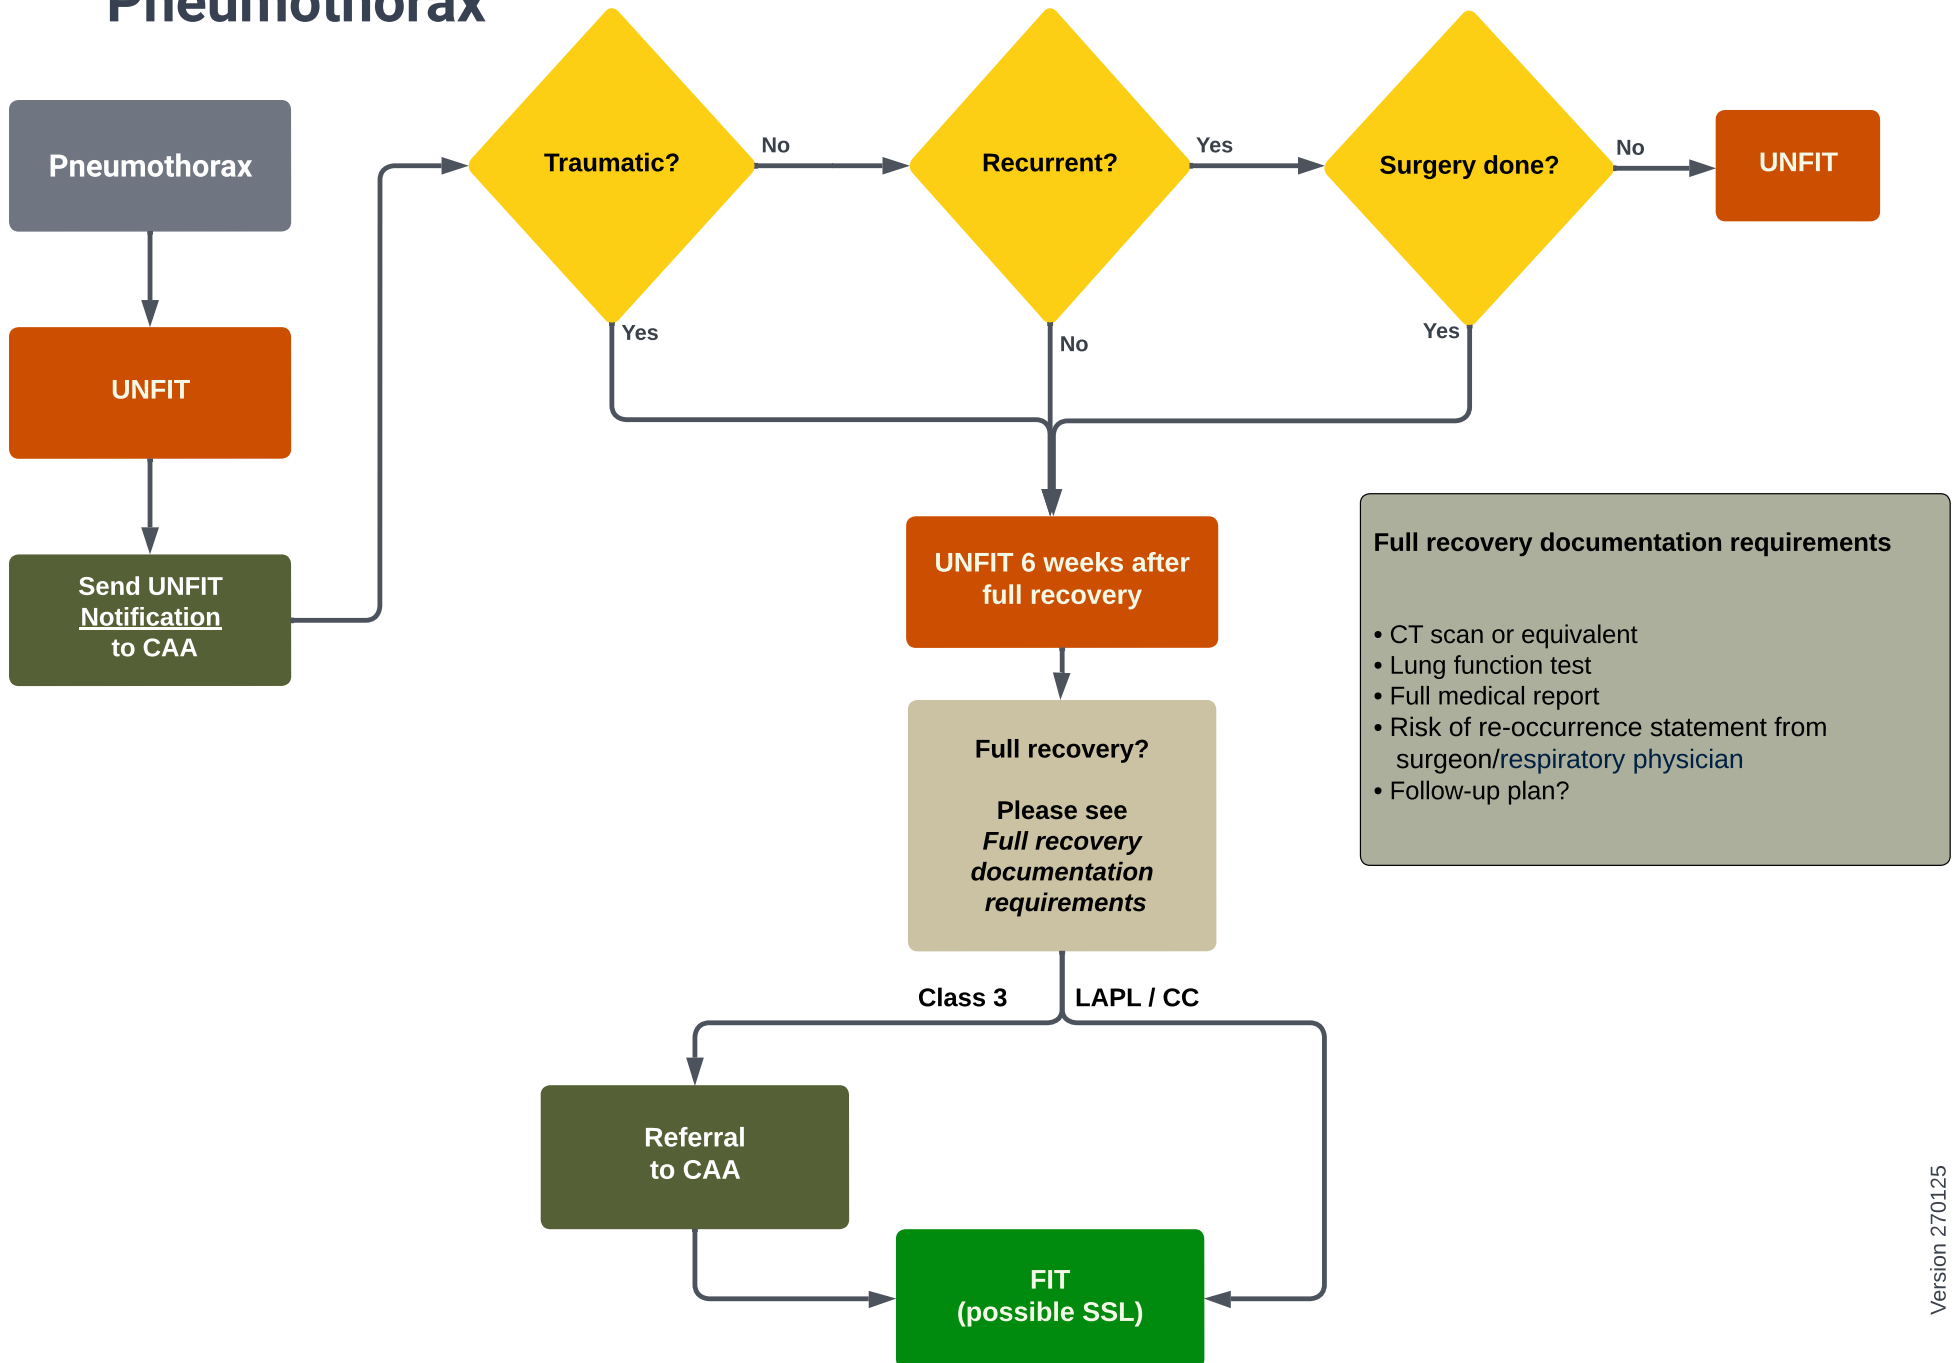 Pneumothorax
Pneumothorax
UNFIT
Send UNFIT
Notification
to CAA
Traumatic?
No
Yes
Recurrent?
Yes
No
Surgery done?
No
Yes
UNFIT
UNFIT 6 weeks after
full recovery
Full recovery?
Please see
Full recovery
documentation
requirements
Full recovery documentation requirements
• CT scan or equivalent
• Lung function test
• Full medical report
• Risk of re-occurrence statement from
surgeon/respiratory physician
• Follow-up plan?
Class 3
LAPL / CC
Referral
to CAA
FIT
(possible SSL)
Version 270125